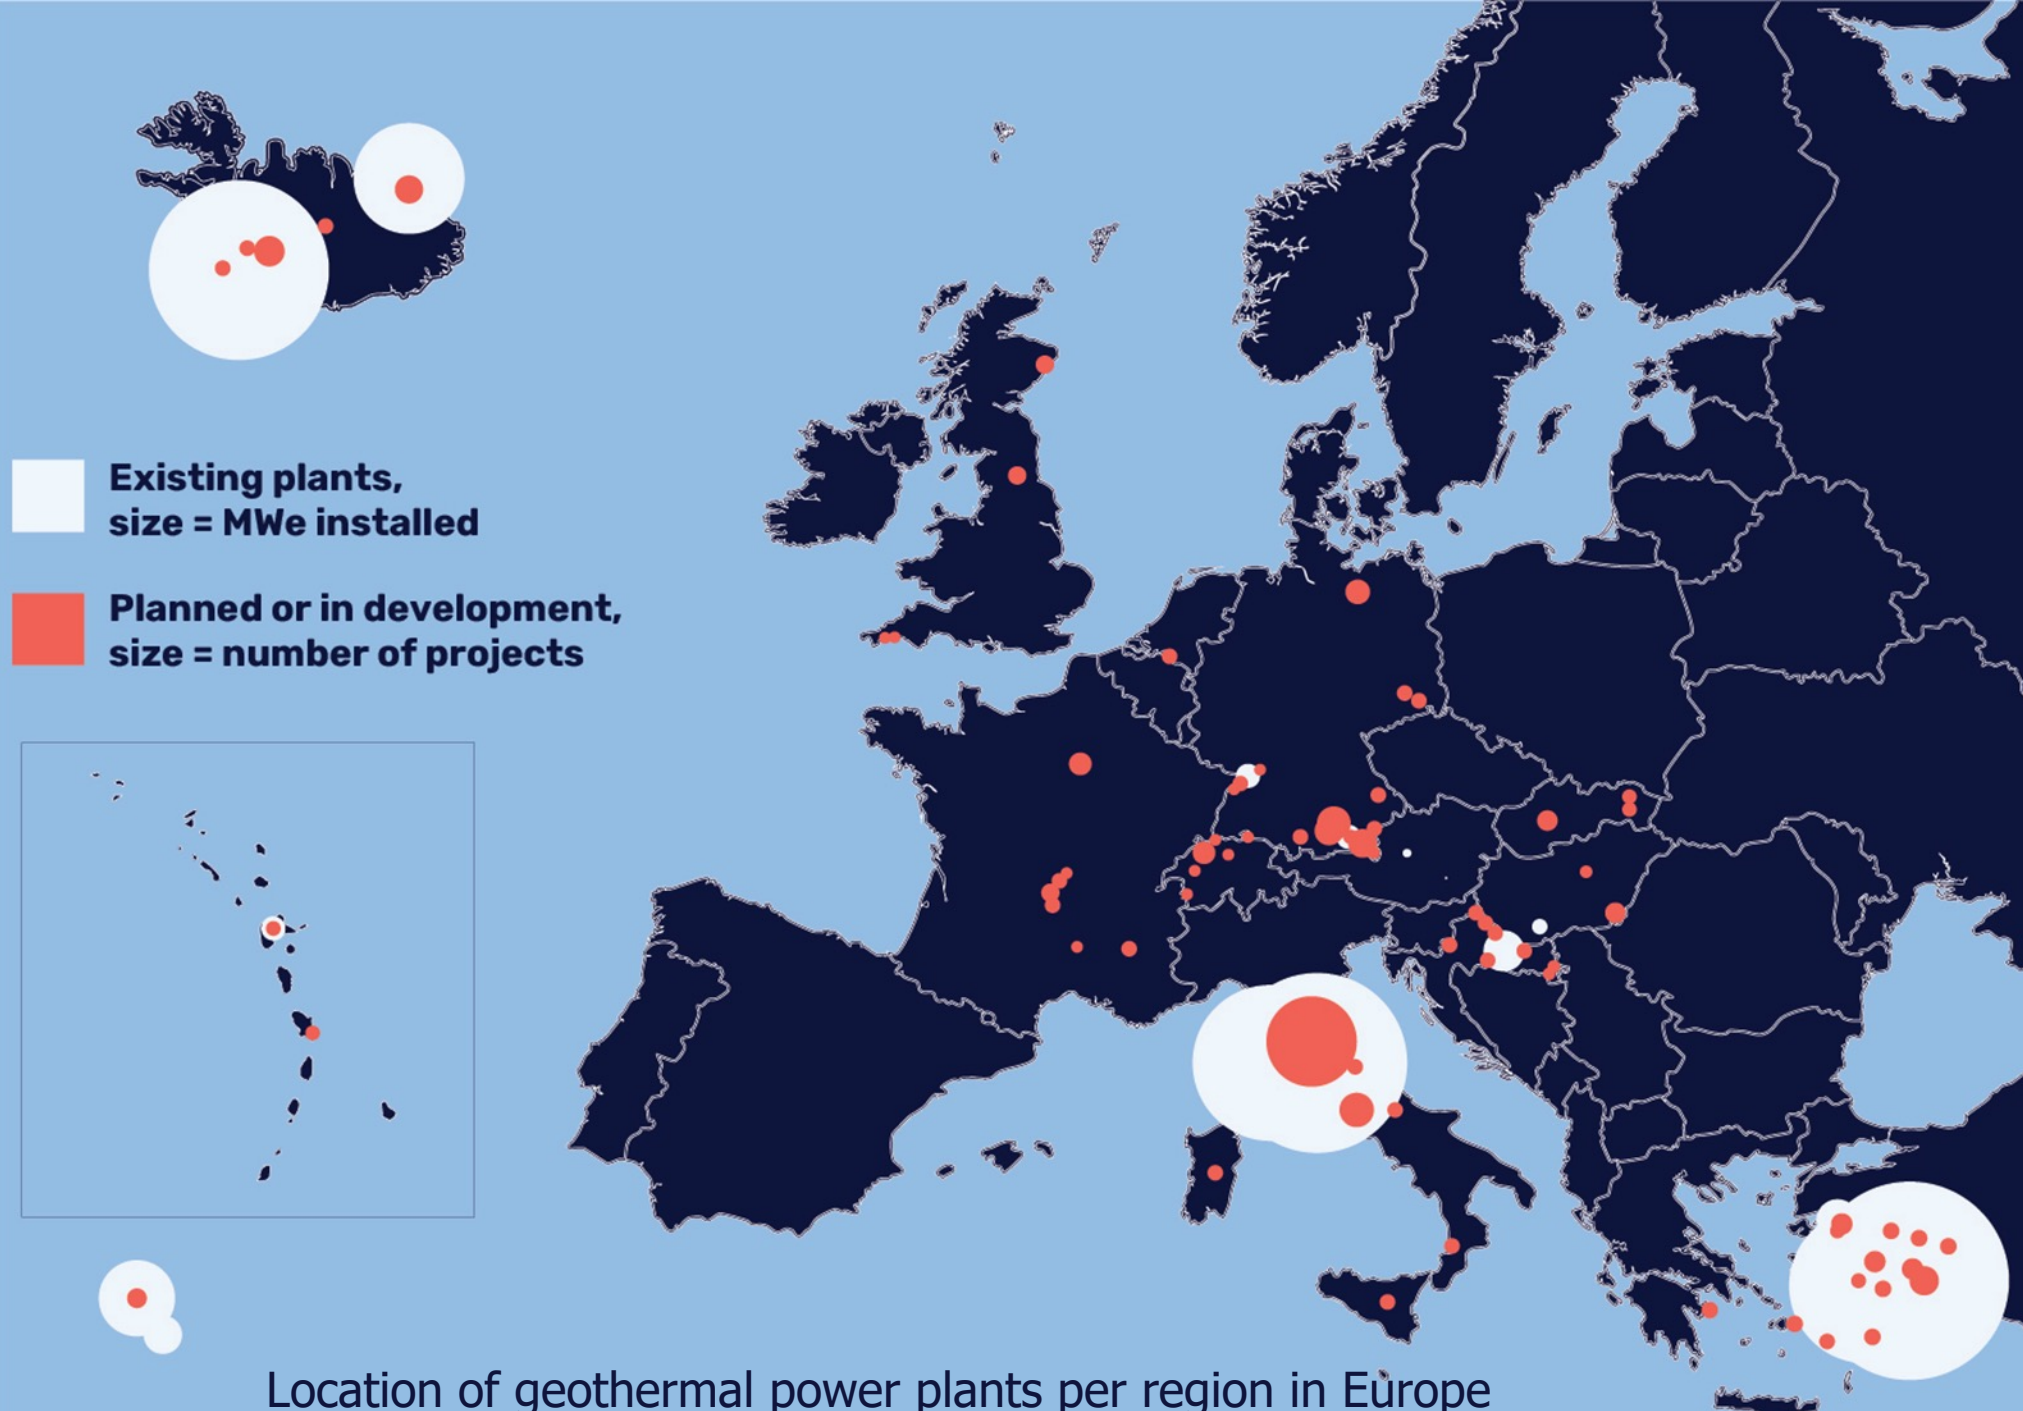 Existing plants,
size = MWe installed
Planned or in development,
size = number of projects
Location of geothermal power plants per region in Europe